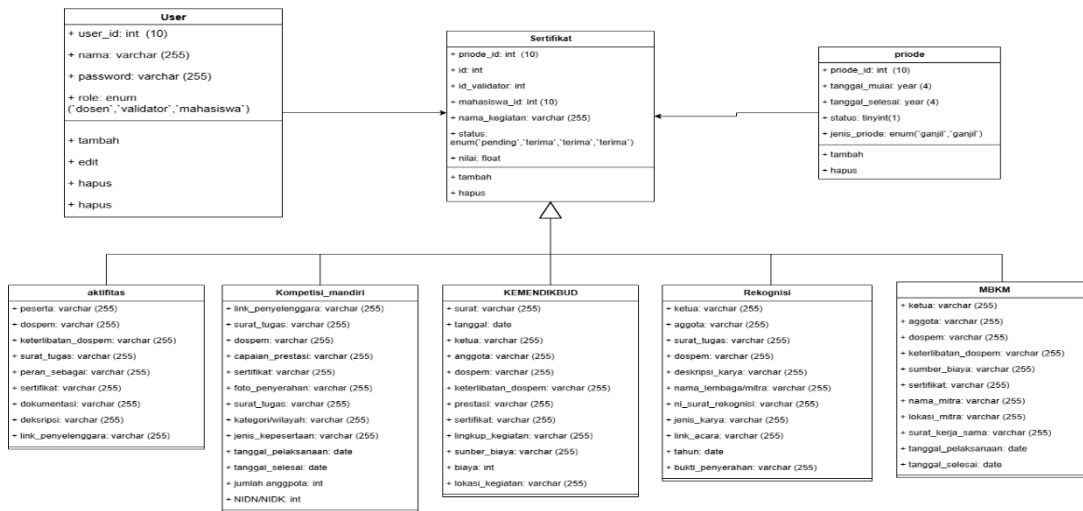 User
+ user_id: int (10)
+ nama: varchar (255)
+ password: varchar (255)
+ role: enum
(`dosen`,`validator`,`mahasiswa`)
+ tambah
+ edit
+ hapus
+ hapus
Sertifikat
+ priode_id: int (10)
+ id: int
+ id_validator: int
+ mahasiswa_id: int (10)
+ nama_kegiatan: varchar (255)
+ status:
enum(`pending`,`terima`,`terima`,`terima`)
+ nilai: float
+ tambah
+ hapus
priode
+ priode_id: int (10)
+ tanggal_mulai: year (4)
+ tanggal_selesai: year (4)
+ status: tinyint(1)
+ jenis_priode: enum(`ganjil`,`ganjil`)
+ tambah
+ hapus
aktifitas
+ peserta: varchar (255)
+ dospem: varchar (255)
+ keterlibatan_dospem: varchar (255)
+ surat_tugas: varchar (255)
+ peran_sebagai: varchar (255)
+ sertifikat: varchar (255)
+ dokumentasi: varchar (255)
+ deksripsi: varchar (255)
+ link_penyelenggara: varchar (255)
Kompetisi_mandiri
+ link_penyelenggara: varchar (255)
+ surat_tugas: varchar (255)
+ dospem: varchar (255)
+ capaian_prestasi: varchar (255)
+ sertifikat: varchar (255)
+ foto_penyerahan: varchar (255)
+ surat_tugas: varchar (255)
+ kategori/wilayah: varchar (255)
+ jenis_kepesertaan: varchar (255)
+ tanggal_pelaksanaan: date
+ tanggal_selesai: date
+ jumlah anggpota: int
+ NIDN/NIDK: int
KEMENDIKBUD
+ surat: varchar (255)
+ tanggal: date
+ ketua: varchar (255)
+ anggota: varchar (255)
+ dospem: varchar (255)
+ keterlibatan_dospem: varchar (255)
+ prestasi: varchar (255)
+ sertifikat: varchar (255)
+ lingkup_kegiatan: varchar (255)
+ sunber_biaya: varchar (255)
+ biaya: int
+ lokasi_kegiatan: varchar (255)
Rekognisi
+ ketua: varchar (255)
+ aggota: varchar (255)
+ surat_tugas: varchar (255)
+ dospem: varchar (255)
+ deskripsi_karya: varchar (255)
+ nama_lembaga/mitra: varchar (255)
+ ni_surat_rekognisi: varchar (255)
+ jenis_karya: varchar (255)
+ link_acara: varchar (255)
+ tahun: date
+ bukti_penyerahan: varchar (255)
MBKM
+ ketua: varchar (255)
+ aggota: varchar (255)
+ dospem: varchar (255)
+ keterlibatan_dospem: varchar (255)
+ sumber_biaya: varchar (255)
+ sertifikat: varchar (255)
+ nama_mitra: varchar (255)
+ lokasi_mitra: varchar (255)
+ surat_kerja_sama: varchar (255)
+ tanggal_pelaksanaan: date
+ tanggal_selesai: date